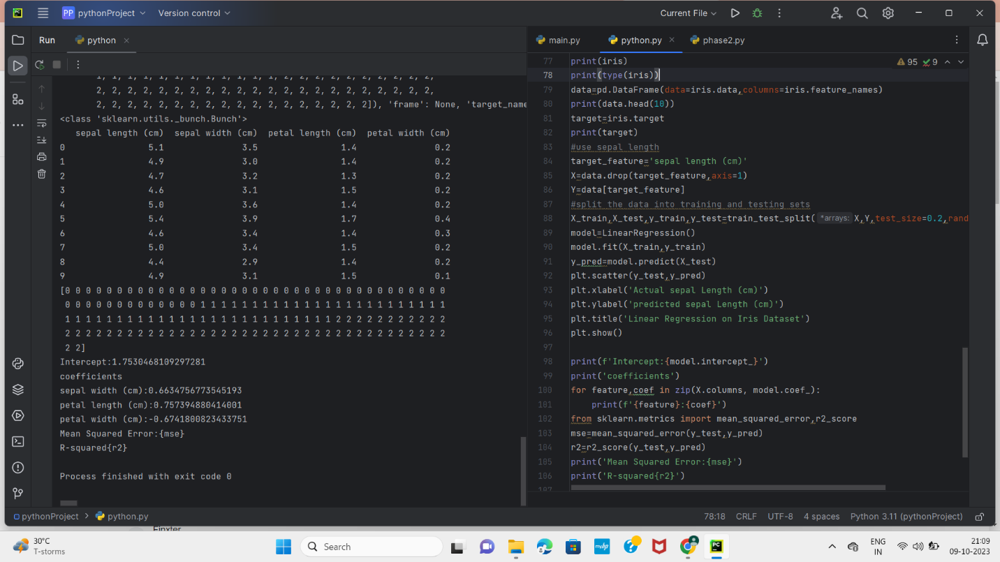 PP pythonProject Version control Current File
Run python
main.py python.py phase2.py
1, 1, 1, 1, 1, 1, 1, 1, 1, 1, 1, 2, 2, 2, 2, 2, 2, 2, 2, 2, 2, 2,
2, 2, 2, 2, 2, 2, 2, 2, 2, 2, 2, 2, 2, 2, 2, 2, 2, 2, 2, 2, 2, 2,
2, 2, 2, 2, 2, 2, 2, 2, 2, 2, 2, 2, 2, 2, 2, 2, 2, 2]), 'frame': None, 'target_name
<class 'sklearn.utils._bunch.Bunch'>
sepal length (cm) sepal width (cm) petal length (cm) petal width (cm)
0 5.1 3.5 1.4 0.2
1 4.9 3.0 1.4 0.2
2 4.7 3.2 1.3 0.2
3 4.6 3.1 1.5 0.2
4 5.0 3.6 1.4 0.2
5 5.4 3.9 1.7 0.4
6 4.6 3.4 1.4 0.3
7 5.0 3.4 1.5 0.2
8 4.4 2.9 1.4 0.2
9 4.9 3.1 1.5 0.1
[0 0 0 0 0 0 0 0 0 0 0 0 0 0 0 0 0 0 0 0 0 0 0 0 0 0 0 0 0 0 0 0 0 0 0 0 0
0 0 0 0 0 0 0 0 0 0 0 0 0 1 1 1 1 1 1 1 1 1 1 1 1 1 1 1 1 1 1 1 1 1 1 1 1
1 1 1 1 1 1 1 1 1 1 1 1 1 1 1 1 1 1 1 1 1 1 1 1 1 1 2 2 2 2 2 2 2 2 2 2 2
2 2 2 2 2 2 2 2 2 2 2 2 2 2 2 2 2 2 2 2 2 2 2 2 2 2 2 2 2 2 2 2 2 2 2 2 2
2 2]
Intercept:1.7530468109297281
coefficients
sepal width (cm):0.6634756773545193
petal length (cm):0.757394880414001
petal width (cm):-0.6741800823433751
Mean Squared Error:{mse}
R-squared{r2}
Process finished with exit code 0
77 print(iris)
95 9
78 print(type(iris))
79 data=pd.DataFrame(data=iris.data,columns=iris.feature_names)
80 print(data.head(10))
81 target=iris.target
82 print(target)
83 #use sepal length
84 target_feature='sepal length (cm)'
85 X=data.drop(target_feature,axis=1)
86 Y=data[target_feature]
87 #split the data into training and testing sets
88 X_train,X_test,y_train,y_test=train_test_split( *arrays: X,Y,test_size=0.2,rand
89 model=LinearRegression()
90 model.fit(X_train,y_train)
91 y_pred=model.predict(X_test)
92 plt.scatter(y_test,y_pred)
93 plt.xlabel('Actual sepal Length (cm)')
94 plt.ylabel('predicted sepal Length (cm)')
95 plt.title('Linear Regression on Iris Dataset')
96 plt.show()
97
98 print(f'Intercept:{model.intercept_}')
99 print('coefficients')
100 for feature,coef in zip(X.columns, model.coef_):
101 print(f'{feature}:{coef}')
102 from sklearn.metrics import mean_squared_error,r2_score
103 mse=mean_squared_error(y_test,y_pred)
104 r2=r2_score(y_test,y_pred)
105 print('Mean Squared Error:{mse}')
106 print('R-squared{r2}')
107
pythonProject > python.py 78:18 CRLF UTF-8 4 spaces Python 3.11 (pythonProject)
Finxter
30°C
T-storms
Search
myhp
ENG
IN
21:09
09-10-2023